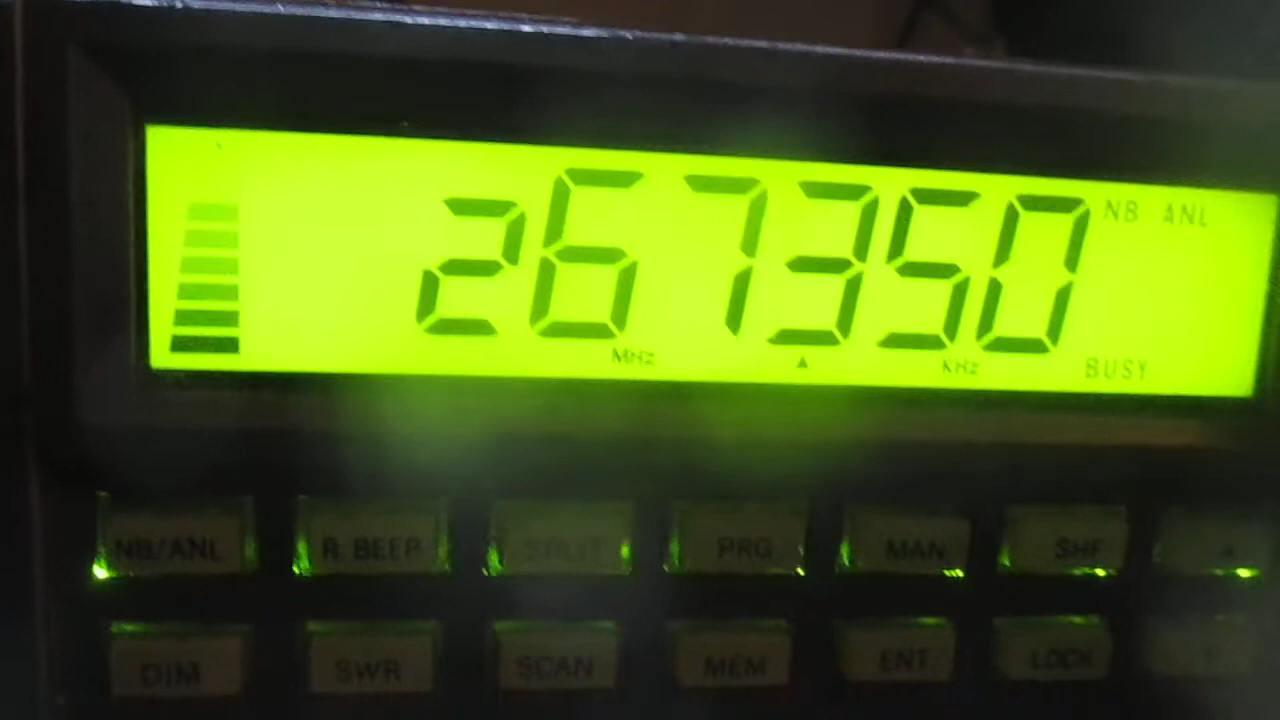 267350 NB ANL
MHz ▲ KHz BUSY
NB/ANL R. BEEP SPLIT PRG MAN SHF
DIM SWR SCAN MEM ENT LOCK